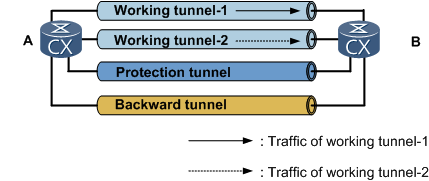 Working tunnel-1
A
Working tunnel-2
B
CX
CX
Protection tunnel
Backward tunnel
: Traffic of working tunnel-1
: Traffic of working tunnel-2